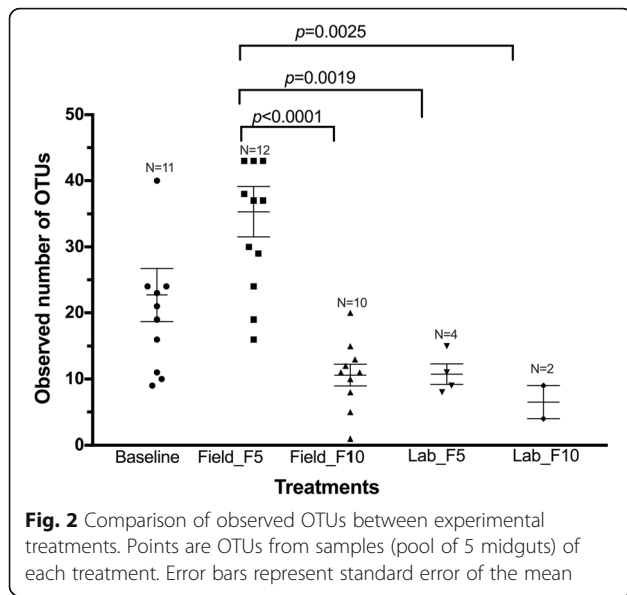 p=0.0025
p=0.0019
p<0.0001
50
40
30
20
10
0
Observed number of OTUs
N=11
N=12
N=10
N=4
N=2
Baseline
Field_F5
Field_F10
Lab_F5
Lab_F10
Treatments
Fig. 2 Comparison of observed OTUs between experimental
treatments. Points are OTUs from samples (pool of 5 midguts) of
each treatment. Error bars represent standard error of the mean